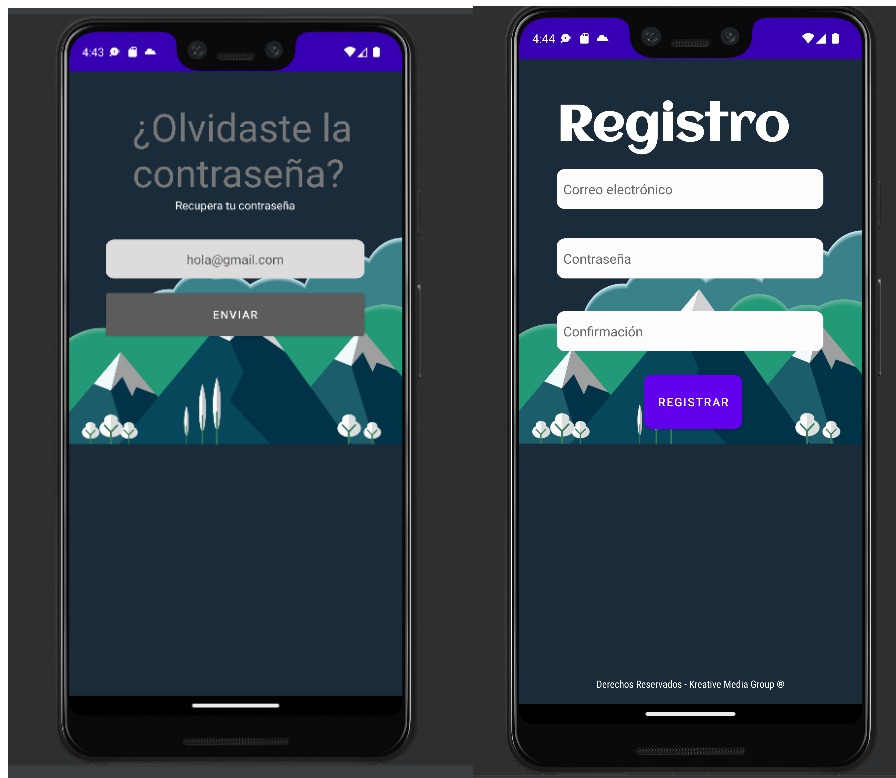 4:43
¿Olvidaste la
contraseña?
Recupera tu contraseña
hola@gmail.com
ENVIAR
4:44
Registro
Correo electrónico
Contraseña
Confirmación
REGISTRAR
Derechos Reservados - Kreative Media Group ®